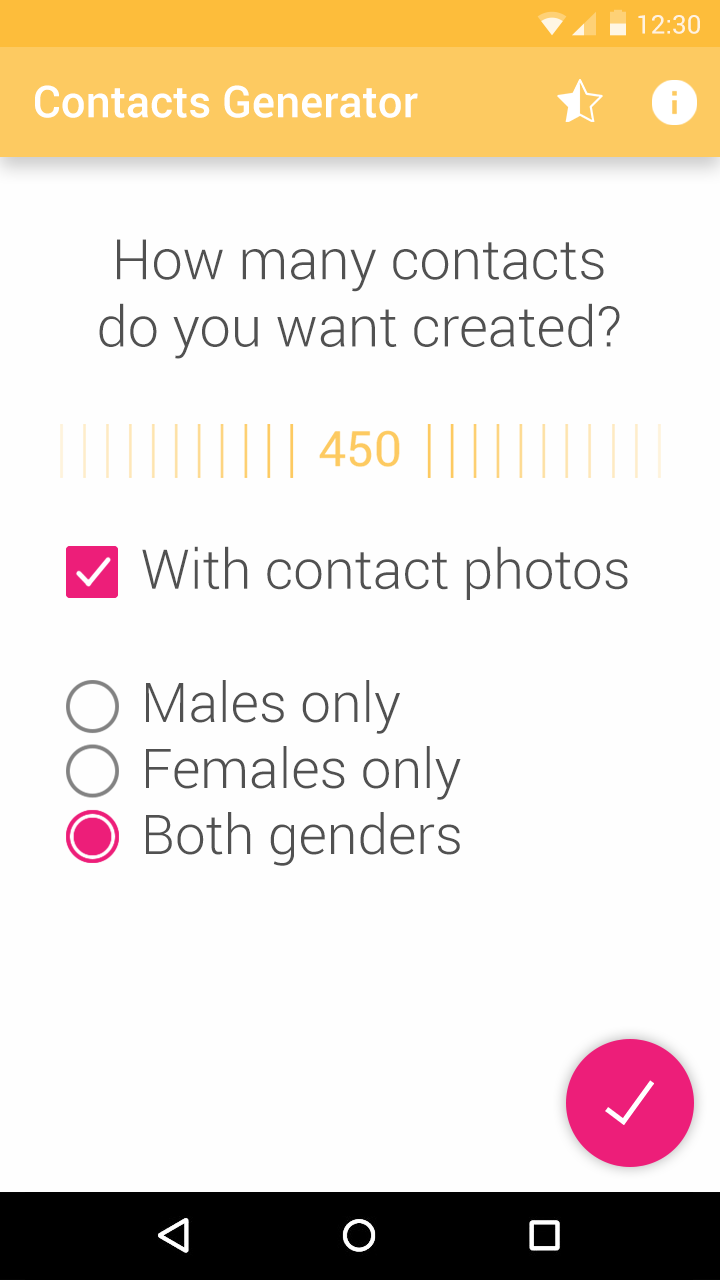 12:30
Contacts Generator
How many contacts
do you want created?
450
With contact photos
Males only
Females only
Both genders